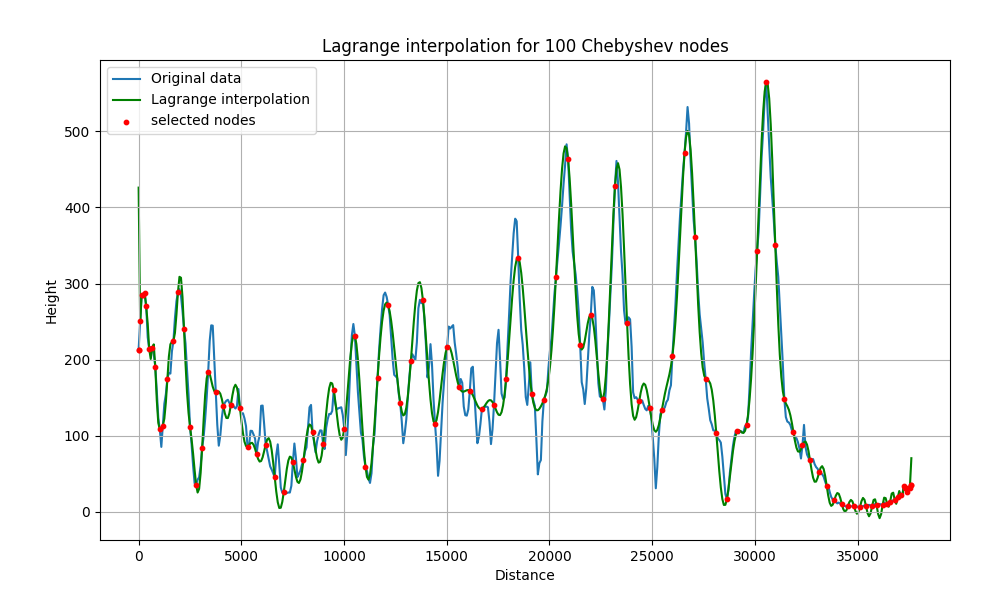 Lagrange interpolation for 100 Chebyshev nodes
Original data
Lagrange interpolation
selected nodes
500
400
300
200
100
0
Height
0 5000 10000 15000 20000 25000 30000 35000
Distance